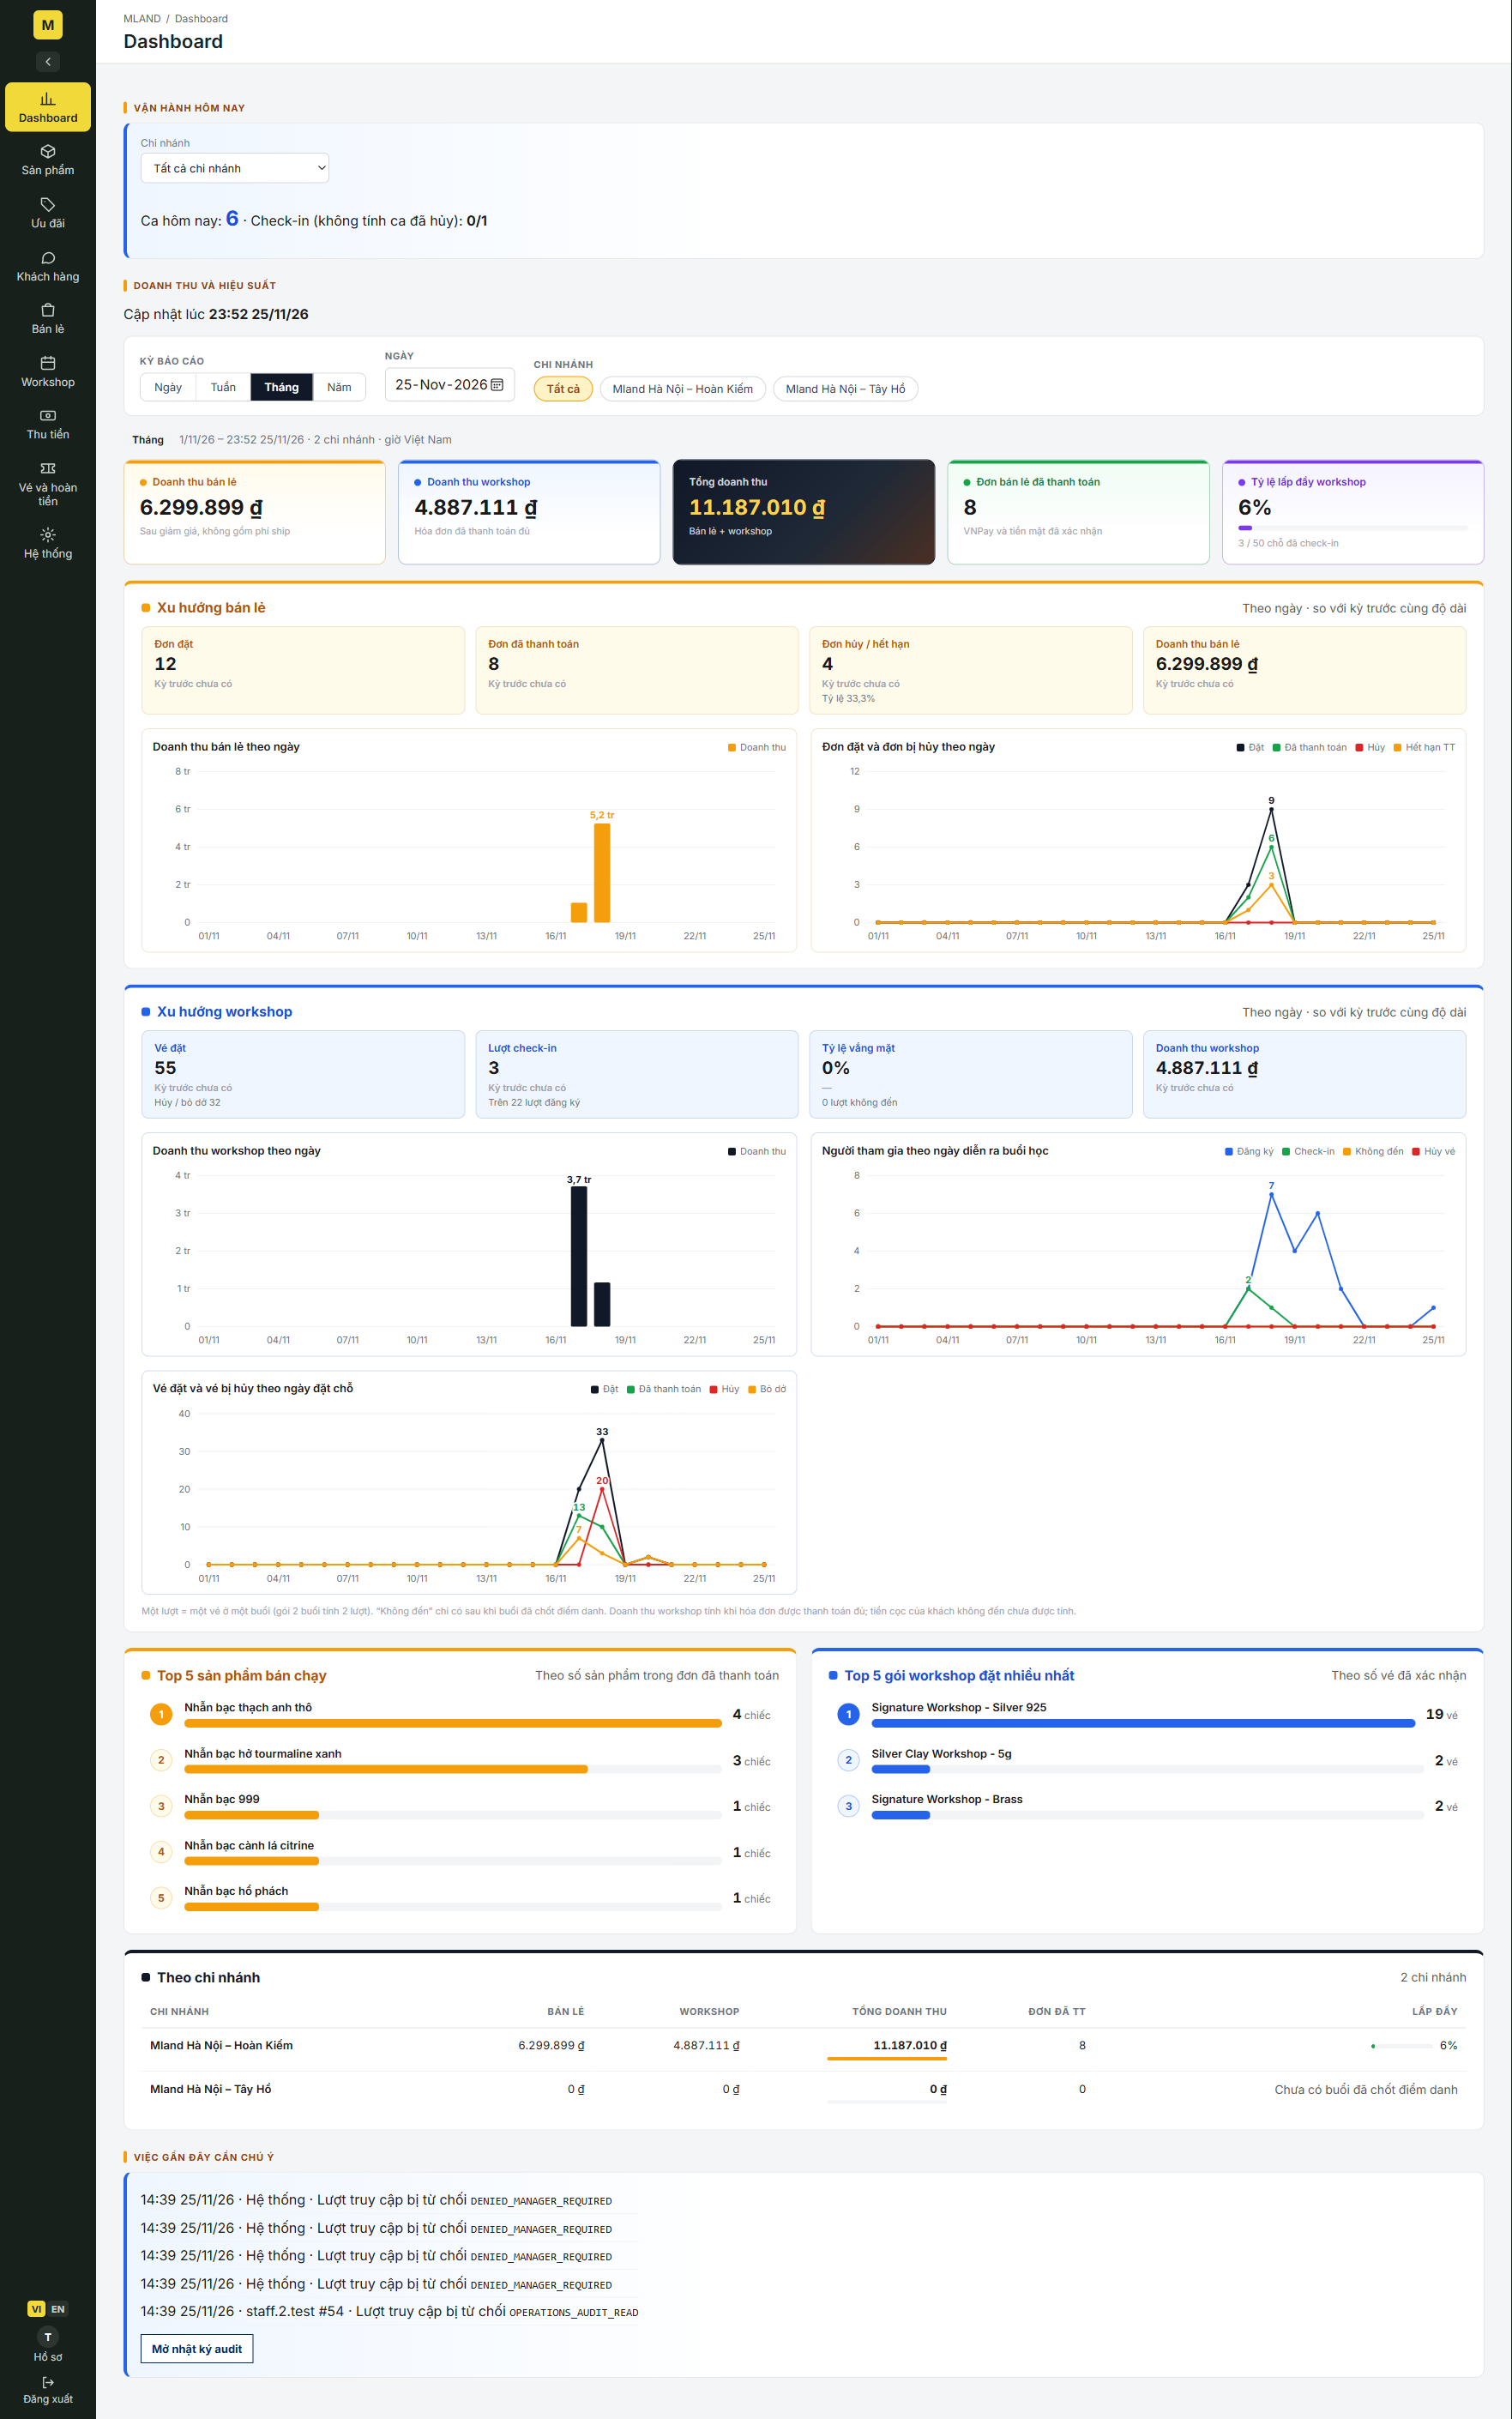 M
Dashboard
Sản phẩm
Ưu đãi
Khách hàng
Bán lẻ
Workshop
Thu tiền
Vé và hoàn
tiền
Hệ thống
VI EN
T
Hồ sơ
Đăng xuất
MLAND / Dashboard
Dashboard
VẬN HÀNH HÔM NAY
Chi nhánh
Tất cả chi nhánh
Ca hôm nay: 6 · Check-in (không tính ca đã hủy): 0/1
DOANH THU VÀ HIỆU SUẤT
Cập nhật lúc 23:52 25/11/26
KỲ BÁO CÁO
Ngày Tuần Tháng Năm
NGÀY
25-Nov-2026
CHI NHÁNH
Tất cả Mland Hà Nội – Hoàn Kiếm Mland Hà Nội – Tây Hồ
Tháng 1/11/26 – 23:52 25/11/26 · 2 chi nhánh · giờ Việt Nam
Doanh thu bán lẻ
6.299.899 ₫
Sau giảm giá, không gồm phí ship
Doanh thu workshop
4.887.111 ₫
Hóa đơn đã thanh toán đủ
Tổng doanh thu
11.187.010 ₫
Bán lẻ + workshop
Đơn bán lẻ đã thanh toán
8
VNPay và tiền mặt đã xác nhận
Tỷ lệ lấp đầy workshop
6%
3 / 50 chỗ đã check-in
Xu hướng bán lẻ
Theo ngày · so với kỳ trước cùng độ dài
Đơn đặt
12
Kỳ trước chưa có
Đơn đã thanh toán
8
Kỳ trước chưa có
Đơn hủy / hết hạn
4
Kỳ trước chưa có
Tỷ lệ 33,3%
Doanh thu bán lẻ
6.299.899 ₫
Kỳ trước chưa có
Doanh thu bán lẻ theo ngày
Doanh thu
8 tr
6 tr
5,2 tr
4 tr
2 tr
0
01/11 04/11 07/11 10/11 13/11 16/11 19/11 22/11 25/11
Đơn đặt và đơn bị hủy theo ngày
Đặt Đã thanh toán Hủy Hết hạn TT
12
9
9
6
6
3
3
0
01/11 04/11 07/11 10/11 13/11 16/11 19/11 22/11 25/11
Xu hướng workshop
Theo ngày · so với kỳ trước cùng độ dài
Vé đặt
55
Kỳ trước chưa có
Hủy / bỏ dở 32
Lượt check-in
3
Kỳ trước chưa có
Trên 22 lượt đăng ký
Tỷ lệ vắng mặt
0%
—
0 lượt không đến
Doanh thu workshop
4.887.111 ₫
Kỳ trước chưa có
Doanh thu workshop theo ngày
Doanh thu
4 tr
3,7 tr
3 tr
2 tr
1 tr
0
01/11 04/11 07/11 10/11 13/11 16/11 19/11 22/11 25/11
Người tham gia theo ngày diễn ra buổi học
Đăng ký Check-in Không đến Hủy vé
8
7
6
4
2
2
0
01/11 04/11 07/11 10/11 13/11 16/11 19/11 22/11 25/11
Vé đặt và vé bị hủy theo ngày đặt chỗ
Đặt Đã thanh toán Hủy Bỏ dở
40
33
30
20
20
13
10
7
0
01/11 04/11 07/11 10/11 13/11 16/11 19/11 22/11 25/11
Một lượt = một vé ở một buổi (gói 2 buổi tính 2 lượt). “Không đến” chỉ có sau khi buổi đã chốt điểm danh. Doanh thu workshop tính khi hóa đơn được thanh toán đủ; tiền cọc của khách không đến chưa được tính.
Top 5 sản phẩm bán chạy
Theo số sản phẩm trong đơn đã thanh toán
1 Nhẫn bạc thạch anh thô 4 chiếc
2 Nhẫn bạc hở tourmaline xanh 3 chiếc
3 Nhẫn bạc 999 1 chiếc
4 Nhẫn bạc cành lá citrine 1 chiếc
5 Nhẫn bạc hổ phách 1 chiếc
Top 5 gói workshop đặt nhiều nhất
Theo số vé đã xác nhận
1 Signature Workshop - Silver 925 19 vé
2 Silver Clay Workshop - 5g 2 vé
3 Signature Workshop - Brass 2 vé
Theo chi nhánh
2 chi nhánh
CHI NHÁNH BÁN LẺ WORKSHOP TỔNG DOANH THU ĐƠN ĐÃ TT LẤP ĐẦY
Mland Hà Nội – Hoàn Kiếm 6.299.899 ₫ 4.887.111 ₫ 11.187.010 ₫ 8 6%
Mland Hà Nội – Tây Hồ 0 ₫ 0 ₫ 0 ₫ 0 Chưa có buổi đã chốt điểm danh
VIỆC GẦN ĐÂY CẦN CHÚ Ý
14:39 25/11/26 · Hệ thống · Lượt truy cập bị từ chối DENIED_MANAGER_REQUIRED
14:39 25/11/26 · Hệ thống · Lượt truy cập bị từ chối DENIED_MANAGER_REQUIRED
14:39 25/11/26 · Hệ thống · Lượt truy cập bị từ chối DENIED_MANAGER_REQUIRED
14:39 25/11/26 · Hệ thống · Lượt truy cập bị từ chối DENIED_MANAGER_REQUIRED
14:39 25/11/26 · staff.2.test #54 · Lượt truy cập bị từ chối OPERATIONS_AUDIT_READ
Mở nhật ký audit